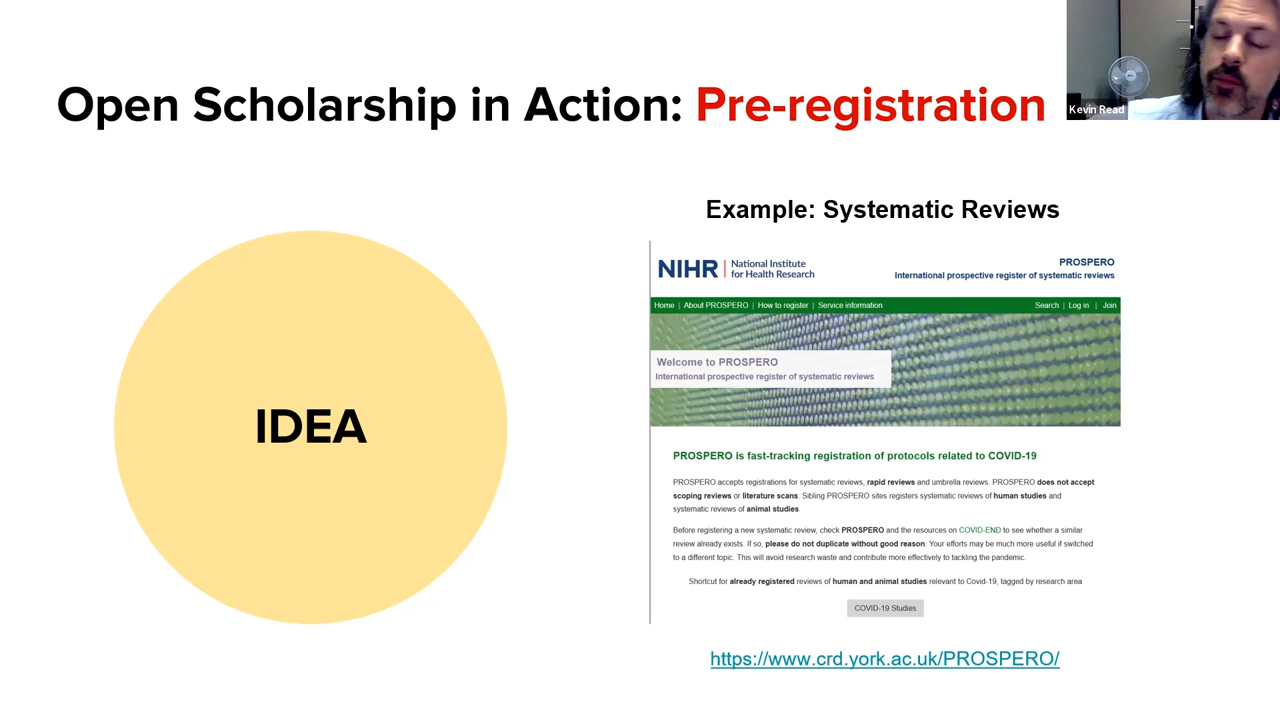 Open Scholarship in Action: Pre-registration
Kevin Read
Example: Systematic Reviews
IDEA
NIHR | National Institute
for Health Research
PROSPERO
International prospective register of systematic reviews
Home | About PROSPERO | How to register | Service information
Search | Log in | Join
Welcome to PROSPERO
International prospective register of systematic reviews
PROSPERO is fast-tracking registration of protocols related to COVID-19
PROSPERO accepts registrations for systematic reviews, rapid reviews and umbrella reviews. PROSPERO does not accept
scoping reviews or literature scans. Sibling PROSPERO sites registers systematic reviews of human studies and
systematic reviews of animal studies.
Before registering a new systematic review, check PROSPERO and the resources on COVID-END to see whether a similar
review already exists. If so, please do not duplicate without good reason. Your efforts may be much more useful if switched
to a different topic. This will avoid research waste and contribute more effectively to tackling the pandemic.
Shortcut for already registered reviews of human and animal studies relevant to Covid-19, tagged by research area
COVID-19 Studies
https://www.crd.york.ac.uk/PROSPERO/